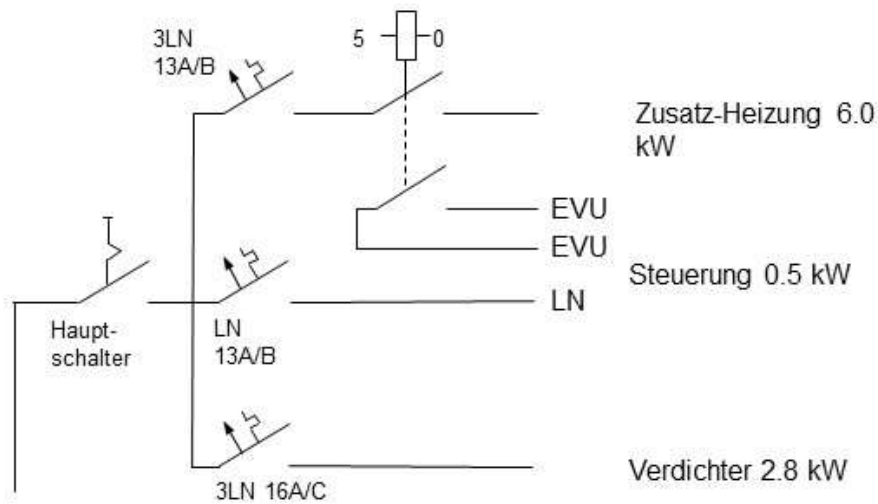 3LN
13A/B
5
0
Zusatz-Heizung 6.0
kW
EVU
EVU
Steuerung 0.5 kW
LN
Haupt-
schalter
LN
13A/B
3LN 16A/C
Verdichter 2.8 kW